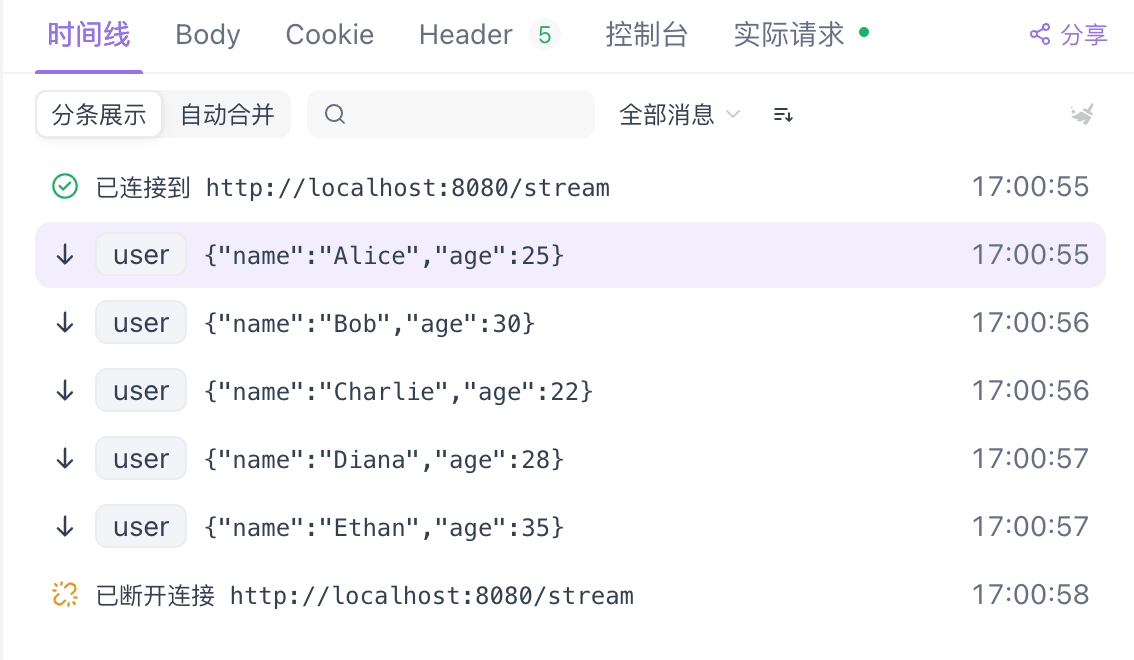 时间线 Body Cookie Header 5 控制台 实际请求 分享
分条展示 自动合并 全部消息
已连接到 http://localhost:8080/stream 17:00:55
user {"name":"Alice","age":25} 17:00:55
user {"name":"Bob","age":30} 17:00:56
user {"name":"Charlie","age":22} 17:00:56
user {"name":"Diana","age":28} 17:00:57
user {"name":"Ethan","age":35} 17:00:57
已断开连接 http://localhost:8080/stream 17:00:58